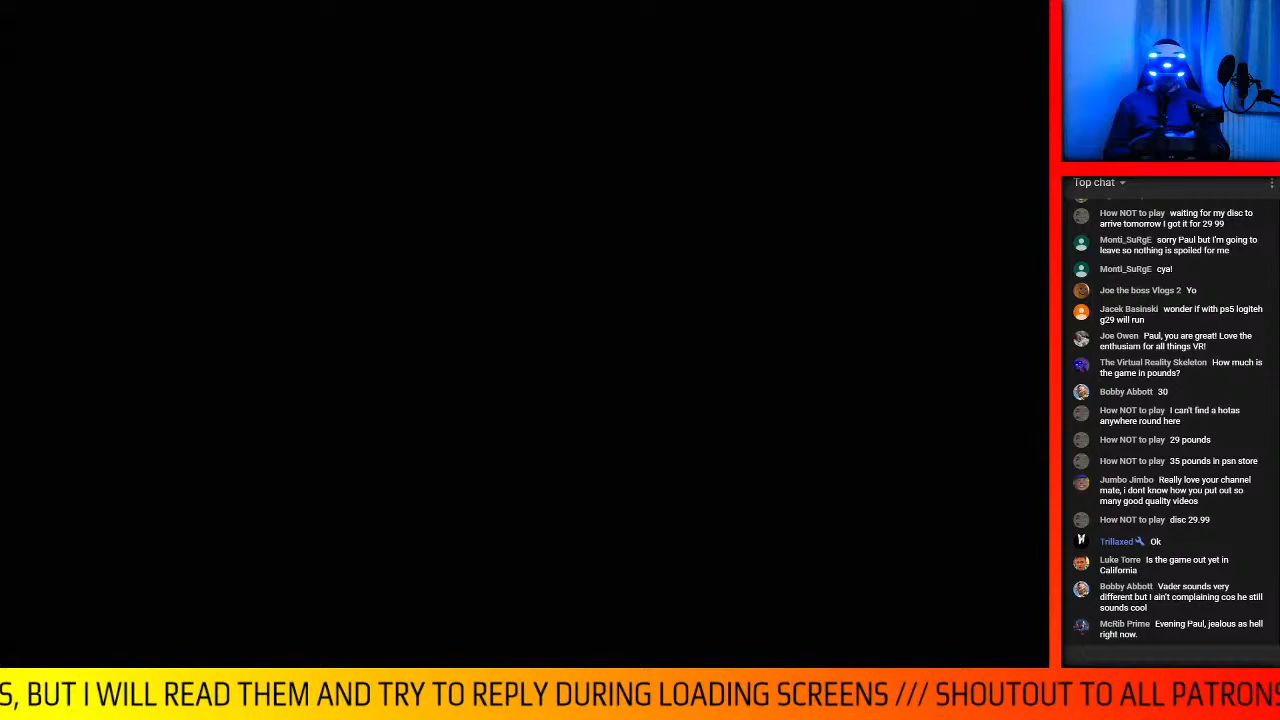 Top chat
How NOT to play waiting for my disc to
arrive tomorrow I got it for 29 99
Monti_SuRgE sorry Paul but I'm going to
leave so nothing is spoiled for me
Monti_SuRgE cya!
Joe the boss Vlogs 2 Yo
Jacek Basinski wonder if with ps5 logiteh
g29 will run
Joe Owen Paul, you are great! Love the
enthusiam for all things VR!
The Virtual Reality Skeleton How much is
the game in pounds?
Bobby Abbott 30
How NOT to play I can't find a hotas
anywhere round here
How NOT to play 29 pounds
How NOT to play 35 pounds in psn store
Jumbo Jimbo Really love your channel
mate, i dont know how you put out so
many good quality videos
How NOT to play disc 29.99
Trillaxed Ok
Luke Torre Is the game out yet in
California
Bobby Abbott Vader sounds very
different but I ain't complaining cos he still
sounds cool
McRib Prime Evening Paul, jealous as hell
right now.
S, BUT I WILL READ THEM AND TRY TO REPLY DURING LOADING SCREENS /// SHOUTOUT TO ALL PATRONS